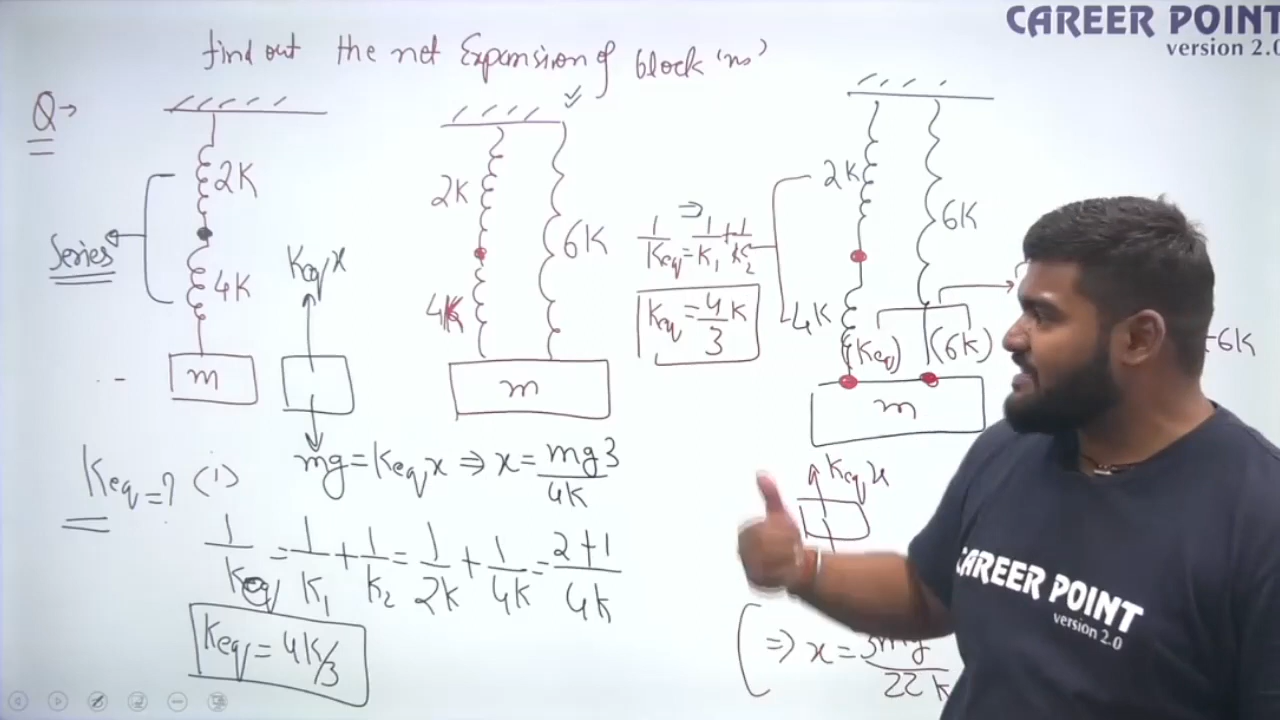 CAREER POINT
version 2.0
find out the net Expansion of block 'm'
Q→
2K
4K
Series
m
Keq x
mg = Keq x ⇒ x = mg3/4K
Keq = ? (i)
1/Keq = 1/K1 + 1/K2 = 1/2K + 1/4K = 2+1/4K
Keq = 4K/3
2K
6K
4K
m
⇒
1/Keq = 1/K1 + 1/K2
Keq = 4/3 K
2K
6K
4K
(Keq)
(6K)
+6K
m
Keq x
⇒ x = 3mg/22K
CAREER POINT
version 2.0